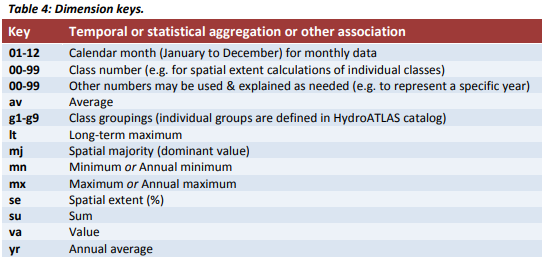 Table 4: Dimension keys.
Key Temporal or statistical aggregation or other association
01-12 Calendar month (January to December) for monthly data
00-99 Class number (e.g. for spatial extent calculations of individual classes)
00-99 Other numbers may be used & explained as needed (e.g. to represent a specific year)
av Average
g1-g9 Class groupings (individual groups are defined in HydroATLAS catalog)
lt Long-term maximum
mj Spatial majority (dominant value)
mn Minimum or Annual minimum
mx Maximum or Annual maximum
se Spatial extent (%)
su Sum
va Value
yr Annual average